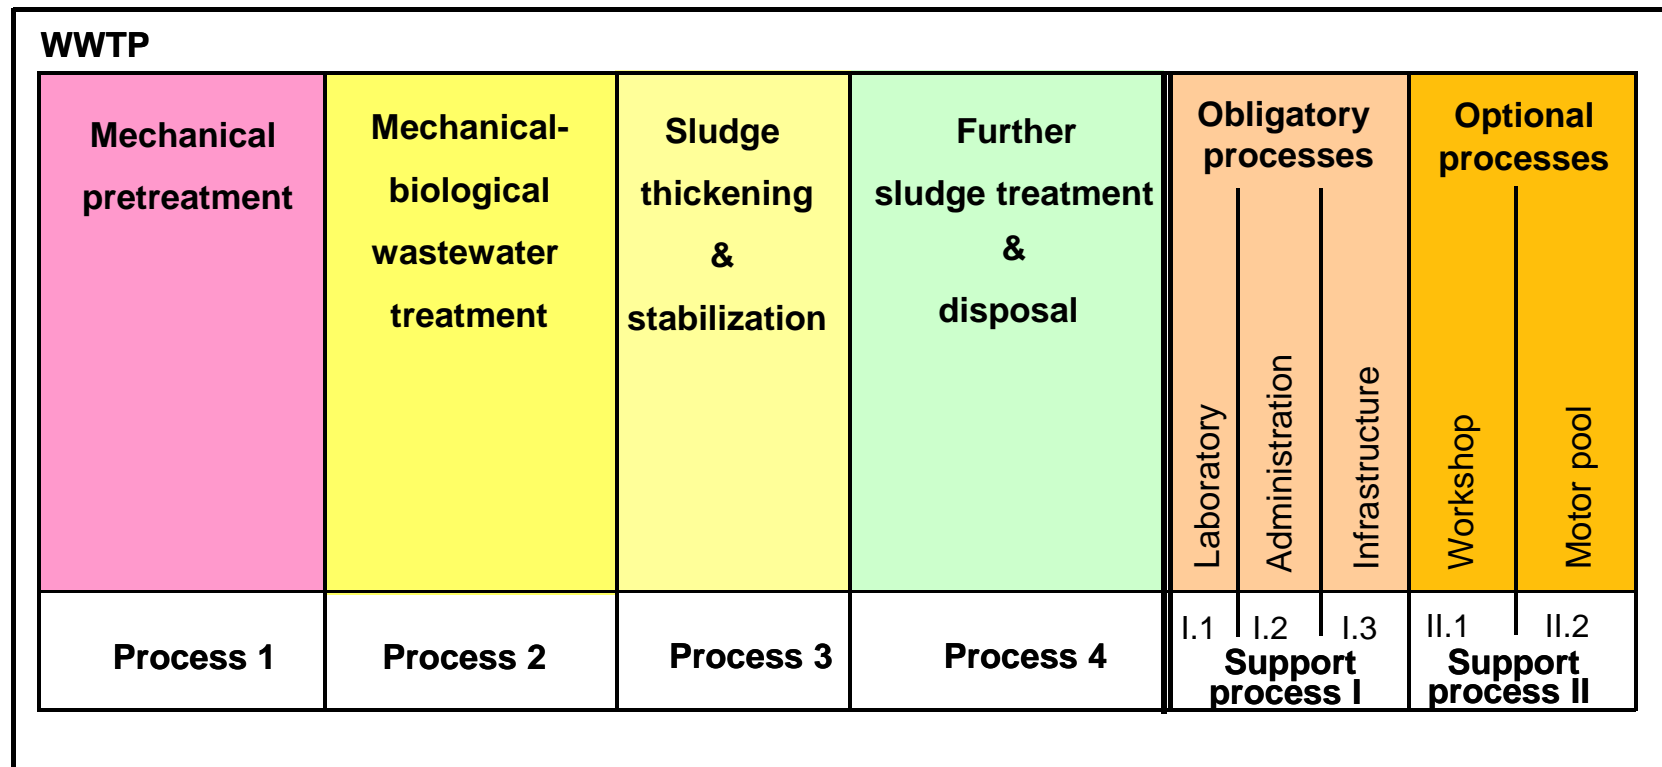 WWTP
Mechanical
pretreatment
Mechanical-
biological
wastewater
treatment
Sludge
thickening
&
stabilization
Further
sludge treatment
&
disposal
Obligatory
processes
Optional
processes
Laboratory
Administration
Infrastructure
Workshop
Motor pool
Process 1
Process 2
Process 3
Process 4
I.1
I.2
I.3
Support
process I
II.1
II.2
Support
process II